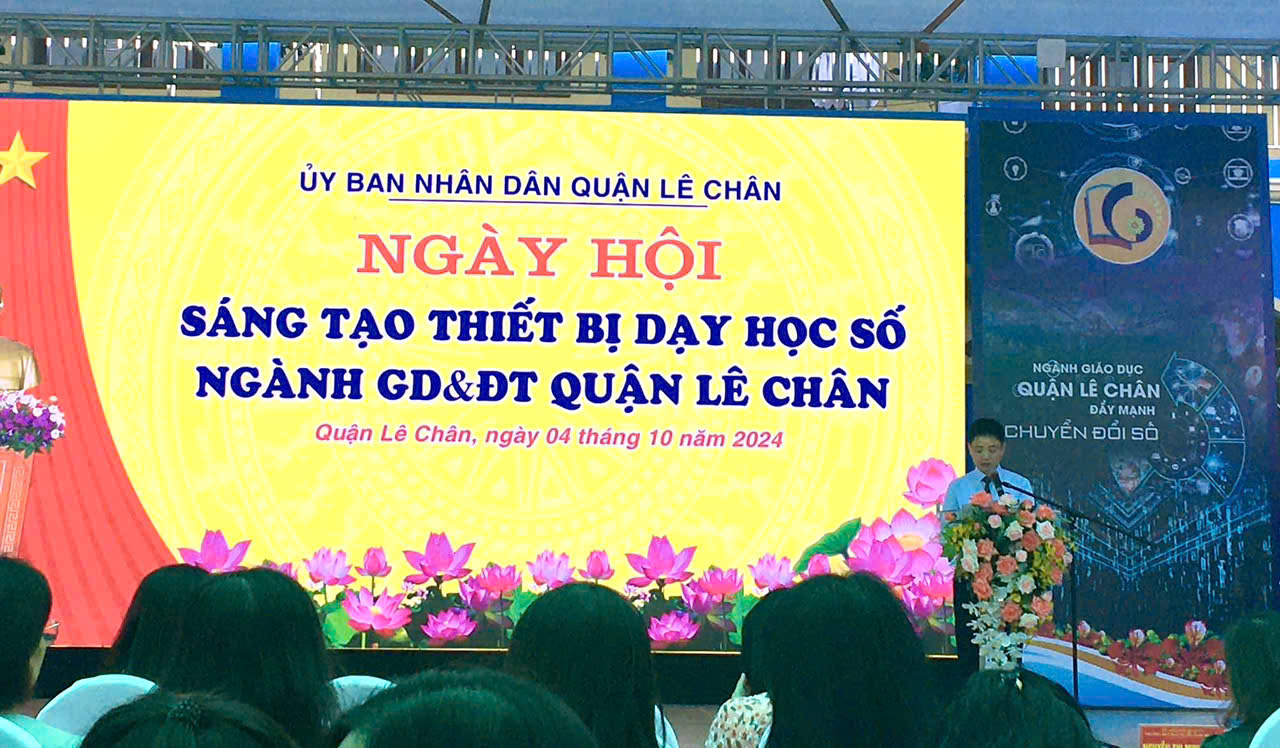 ỦY BAN NHÂN DÂN QUẬN LÊ CHÂN
NGÀY HỘI
SÁNG TẠO THIẾT BỊ DẠY HỌC SỐ
NGÀNH GD&ĐT QUẬN LÊ CHÂN
Quận Lê Chân, ngày 04 tháng 10 năm 2024
NGÀNH GIÁO DỤC
QUẬN LÊ CHÂN
ĐẨY MẠNH
CHUYỂN ĐỔI SỐ